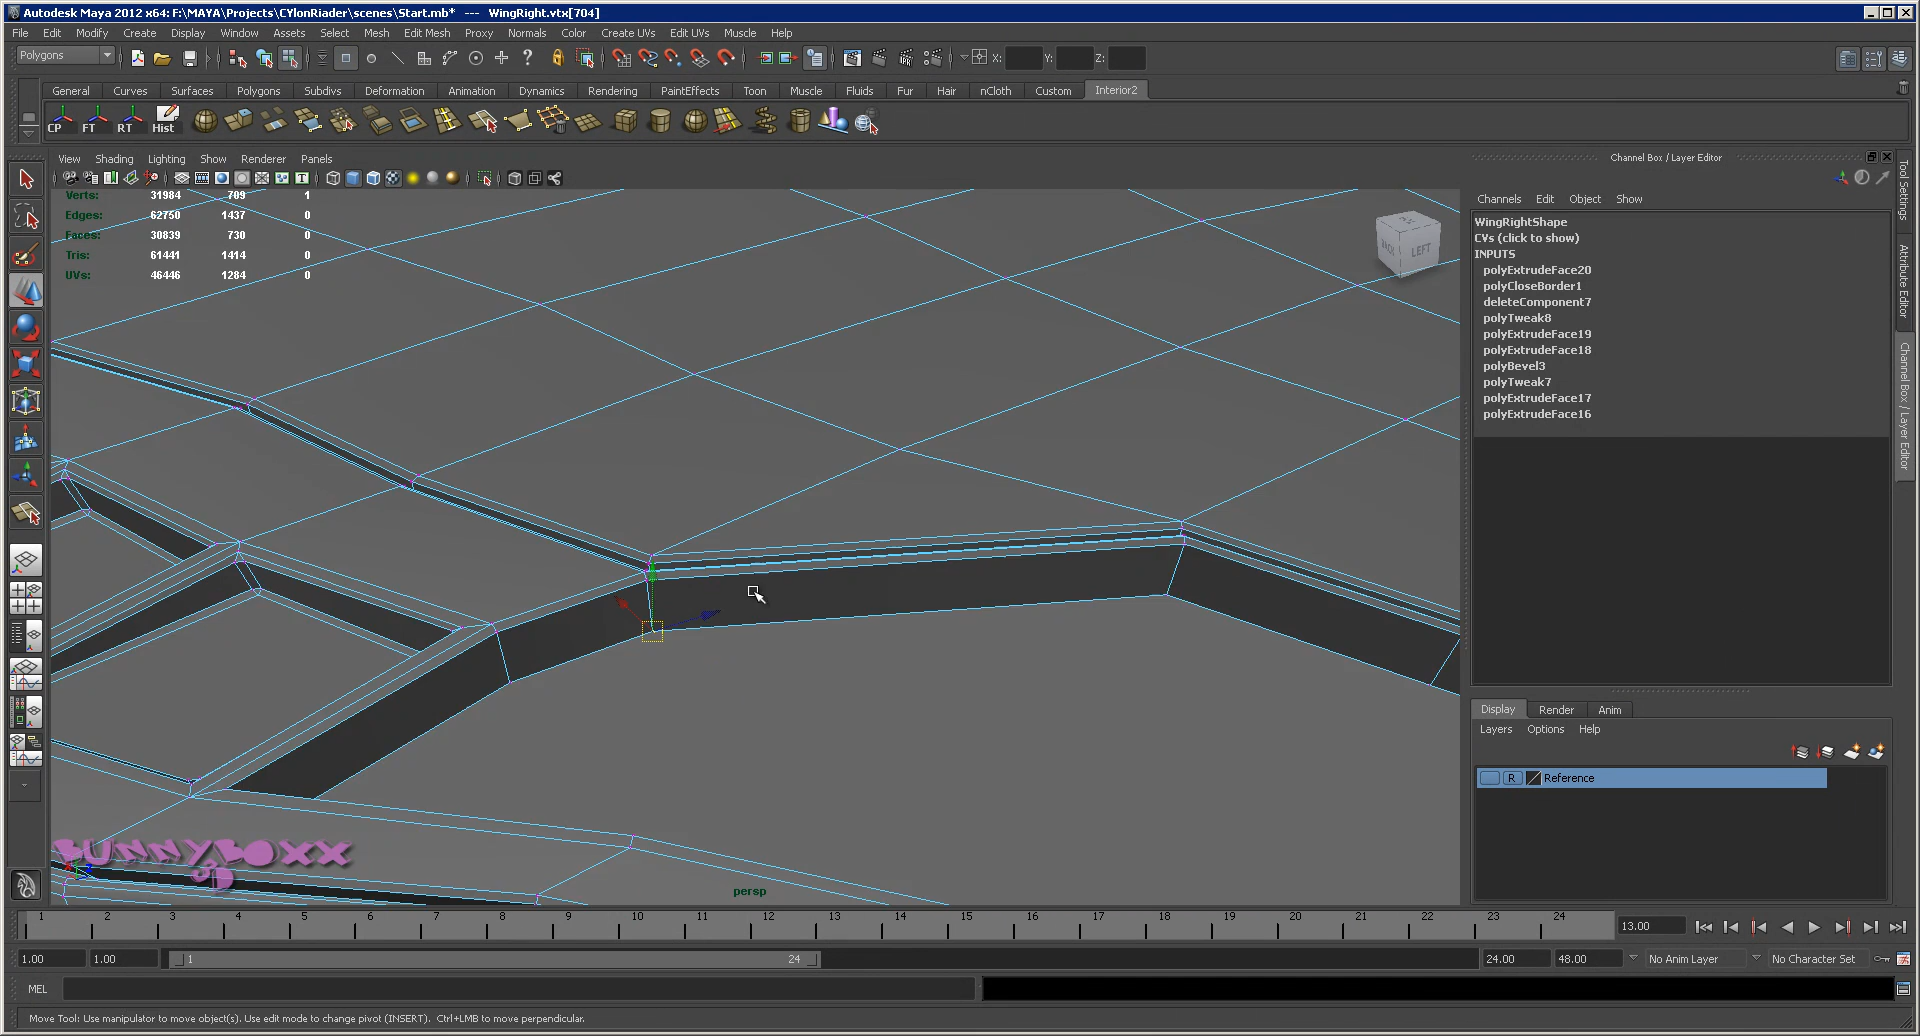 Autodesk Maya 2012 x64: F:\MAYA\Projects\CYlonRiader\scenes\Start.mb* --- WingRight.vtx[704]
File Edit Modify Create Display Window Assets Select Mesh Edit Mesh Proxy Normals Color Create UVs Edit UVs Muscle Help
Polygons X: Y: Z:
General Curves Surfaces Polygons Subdivs Deformation Animation Dynamics Rendering PaintEffects Toon Muscle Fluids Fur Hair nCloth Custom Interior2
CP FT RT Hist
View Shading Lighting Show Renderer Panels
Verts: 31984 709 1
Edges: 62750 1437 0
Faces: 30839 730 0
Tris: 61441 1414 0
UVs: 46446 1284 0
BACK LEFT
BUNNYBOXX
3D
persp
Channel Box / Layer Editor
Channels Edit Object Show
WingRightShape
CVs (click to show)
INPUTS
polyExtrudeFace20
polyCloseBorder1
deleteComponent7
polyTweak8
polyExtrudeFace19
polyExtrudeFace18
polyBevel3
polyTweak7
polyExtrudeFace17
polyExtrudeFace16
Display Render Anim
Layers Options Help
R Reference
Tool Settings
Attribute Editor
Channel Box / Layer Editor
1 2 3 4 5 6 7 8 9 10 11 12 13 14 15 16 17 18 19 20 21 22 23 24 13.00
1.00 1.00 1 24 24.00 48.00 No Anim Layer No Character Set
MEL
Move Tool: Use manipulator to move object(s). Use edit mode to change pivot (INSERT). Ctrl+LMB to move perpendicular.